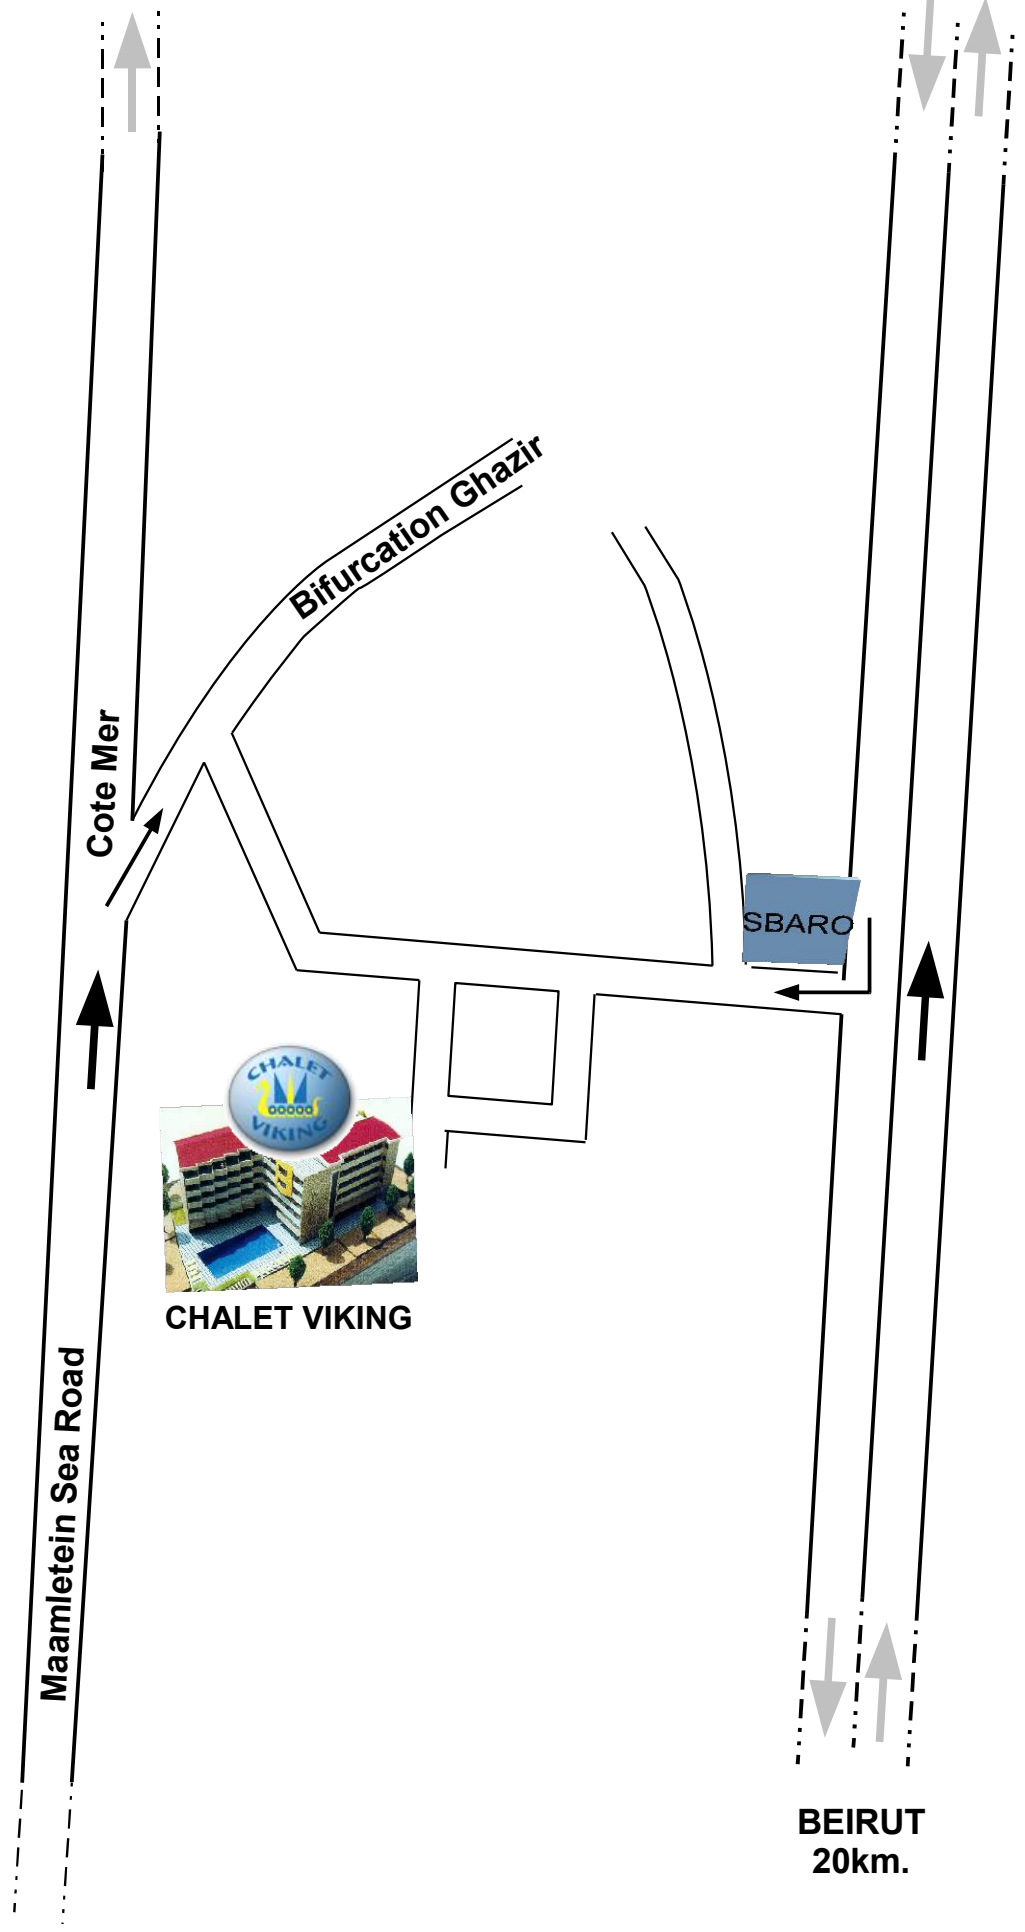 Bifurcation Ghazir
Cote Mer
SBARO
CHALET
VIKING
CHALET VIKING
Maamletein Sea Road
BEIRUT
20km.